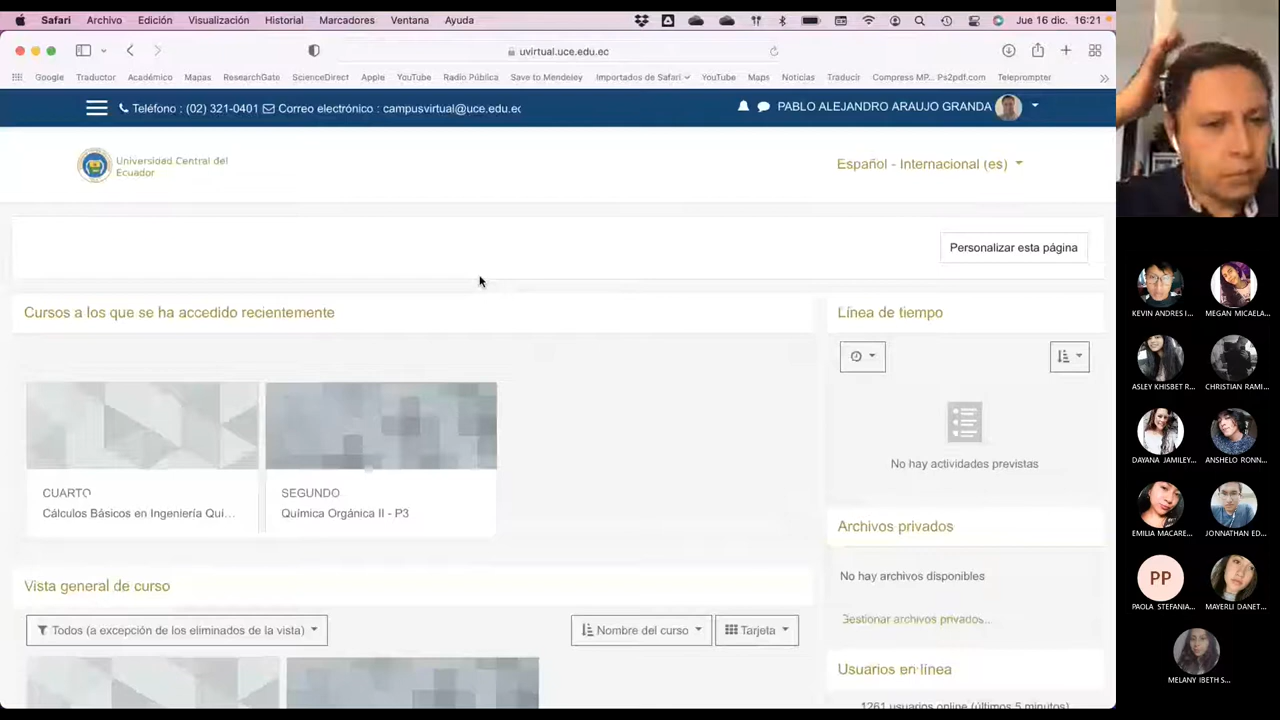 Safari Archivo Edición Visualización Historial Marcadores Ventana Ayuda Jue 16 dic. 16:21
uvirtual.uce.edu.ec
Google Traductor Académico Mapas ResearchGate ScienceDirect Apple YouTube Radio Pública Save to Mendeley Importados de Safari YouTube Maps Noticias Traducir Compress MP... Ps2pdf.com Teleprompter
Teléfono : (02) 321-0401 Correo electrónico : campusvirtual@uce.edu.ec PABLO ALEJANDRO ARAUJO GRANDA
Universidad Central del
Ecuador
Español - Internacional (es)
Personalizar esta página
Cursos a los que se ha accedido recientemente
Línea de tiempo
No hay actividades previstas
CUARTO
Cálculos Básicos en Ingeniería Quí...
SEGUNDO
Química Orgánica II - P3
Archivos privados
No hay archivos disponibles
Gestionar archivos privados...
Vista general de curso
Todos (a excepción de los eliminados de la vista) Nombre del curso Tarjeta
Usuarios en línea
1261 usuarios online (últimos 5 minutos)
KEVIN ANDRES I... MEGAN MICAELA...
ASLEY KHISBET R... CHRISTIAN RAMI...
DAYANA JAMILEY... ANSHELO RONN...
EMILIA MACARE... JONNATHAN ED...
PP
PAOLA STEFANIA... MAYERLI DANET...
MELANY IBETH S...